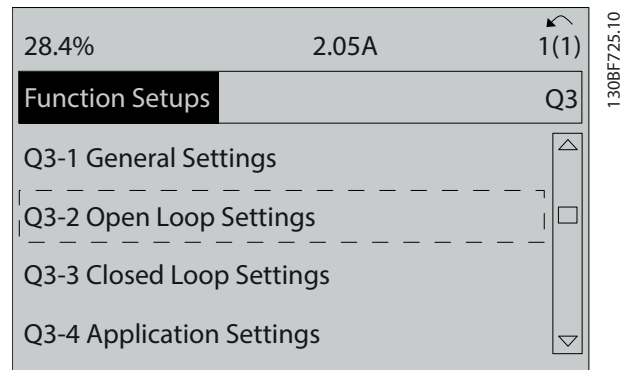 28.4% 2.05A 1(1)
Function Setups Q3
Q3-1 General Settings
Q3-2 Open Loop Settings
Q3-3 Closed Loop Settings
Q3-4 Application Settings
130BF725.10